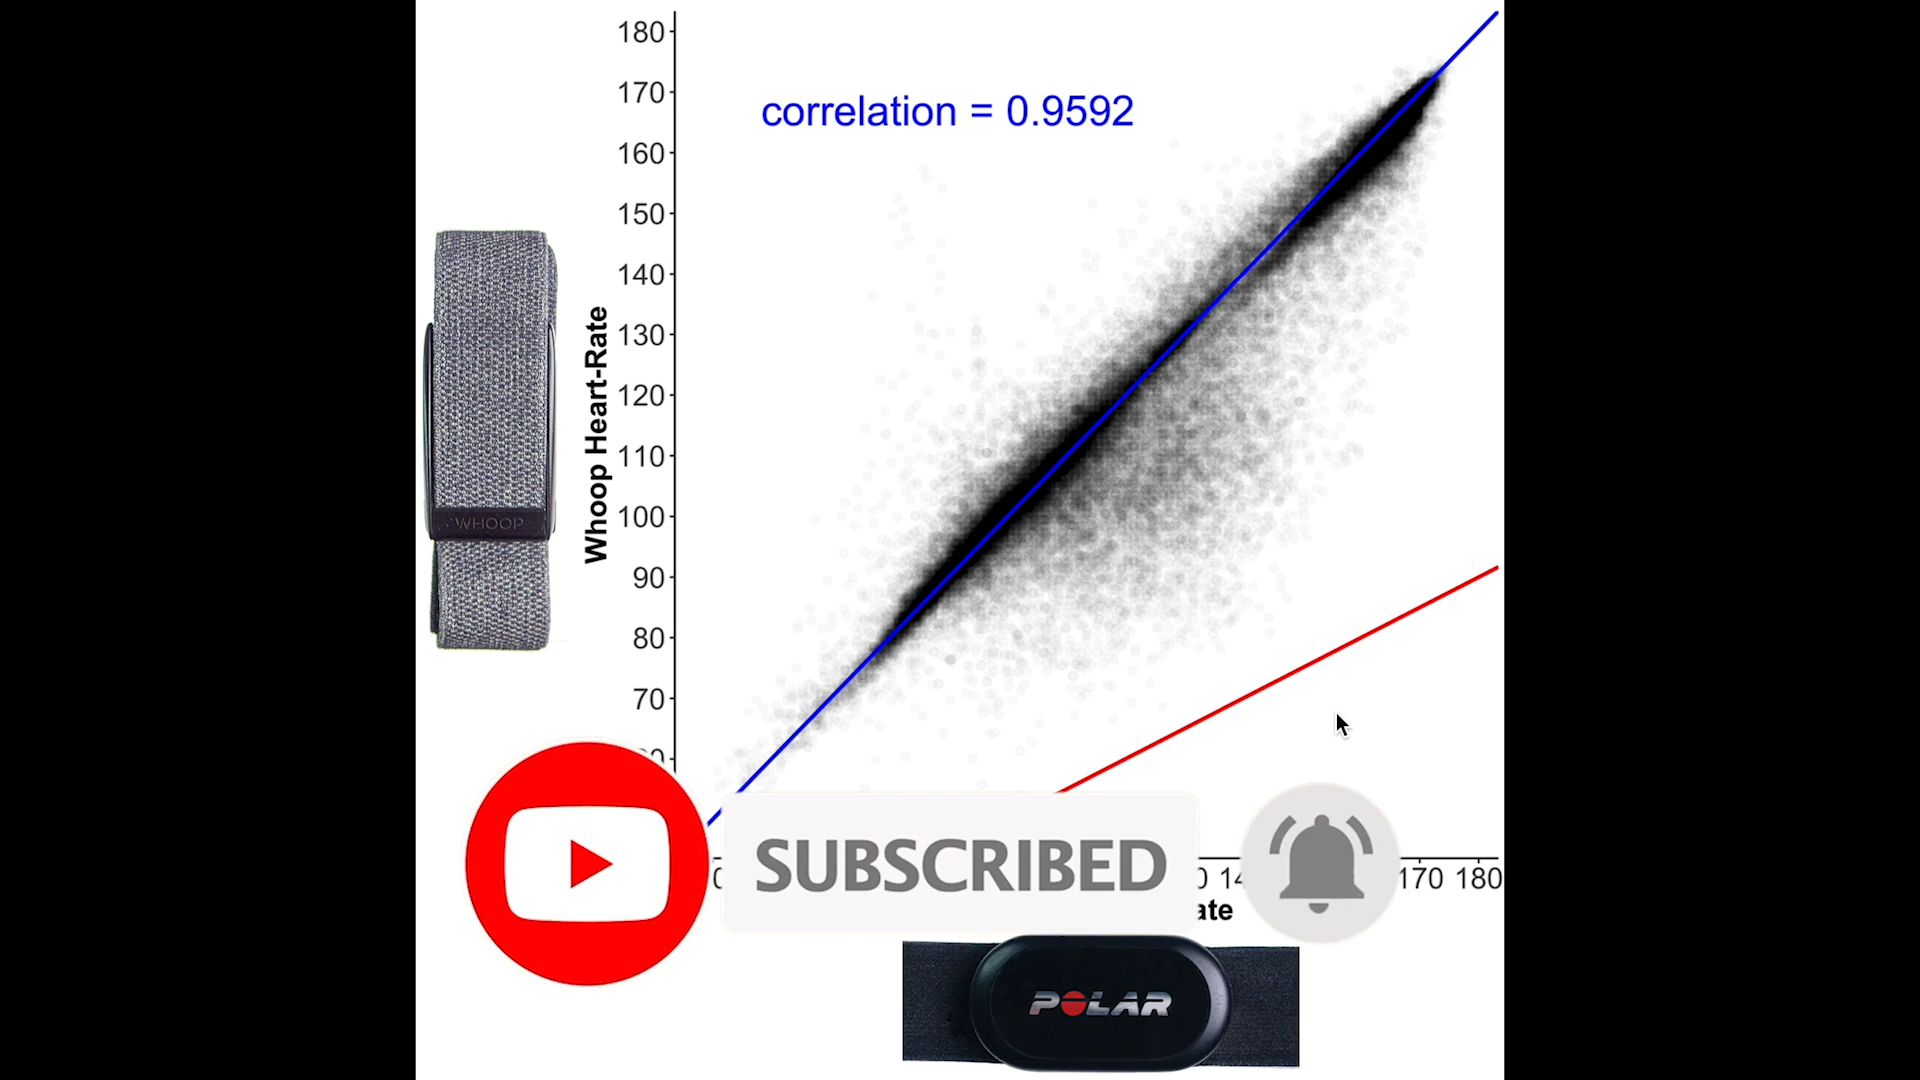 180
170
correlation = 0.9592
160
150
140
130
120
110
100
90
80
70
Whoop Heart-Rate
WHOOP
SUBSCRIBED
170 180
POLAR